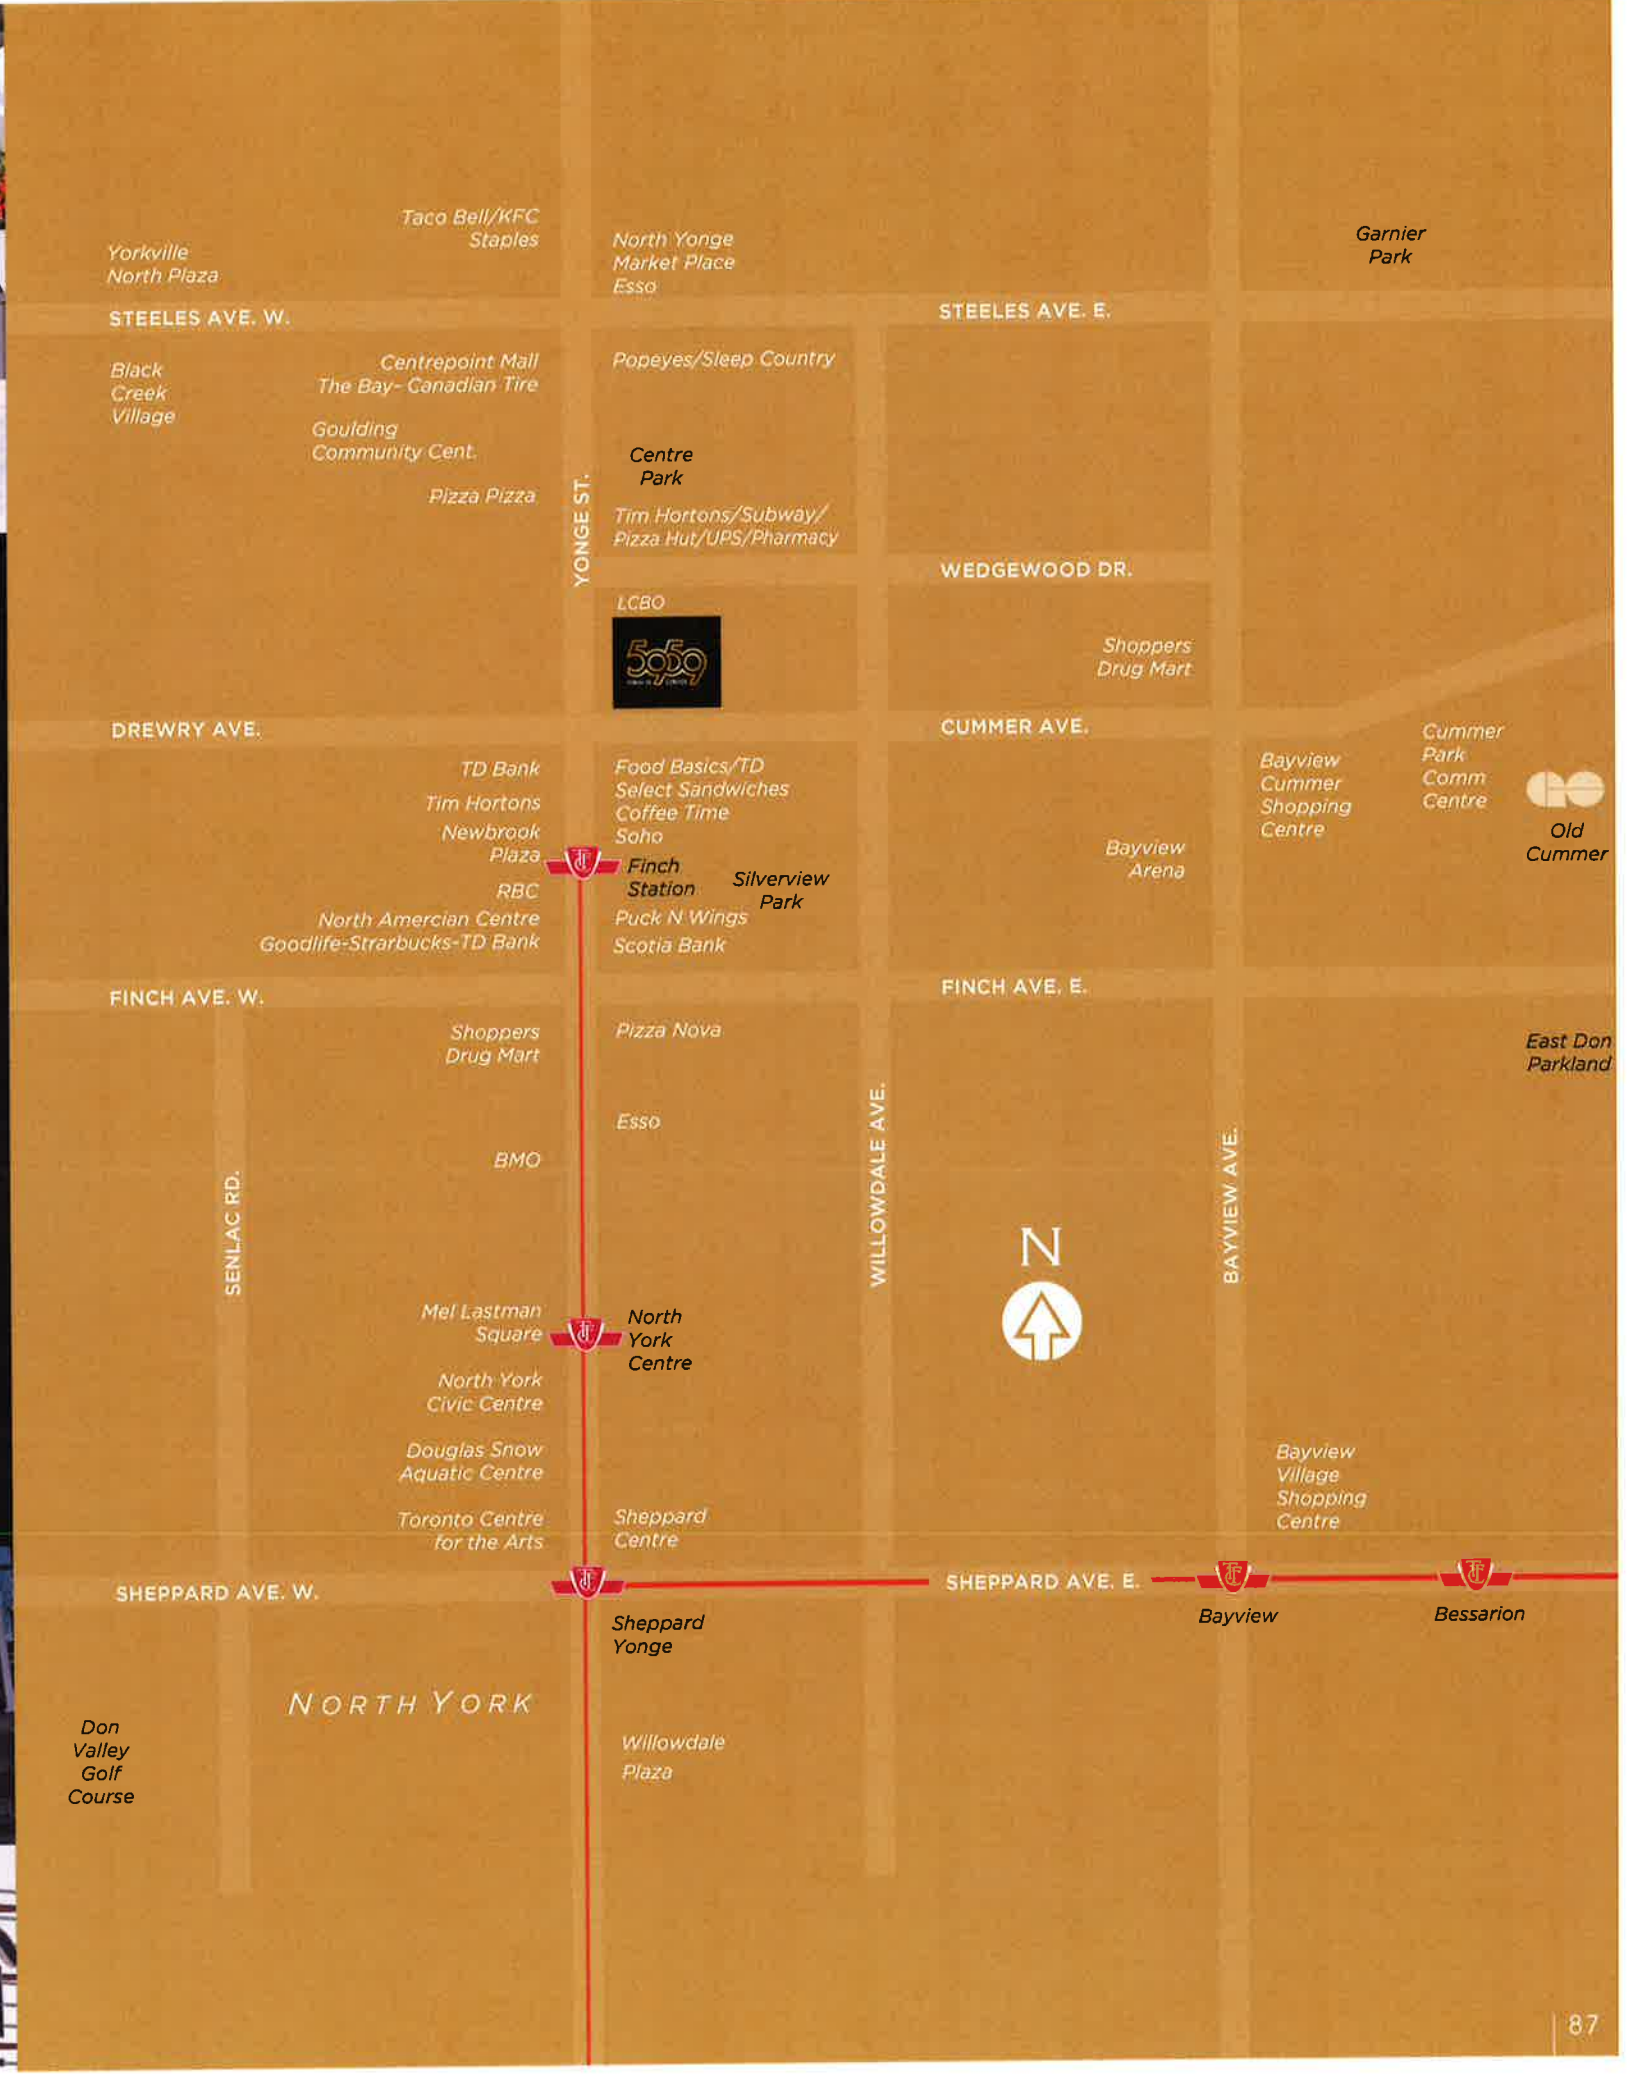 Taco Bell/KFC
Staples
Yorkville
North Plaza
North Yonge
Market Place
Esso
Garnier
Park
STEELES AVE. W.
STEELES AVE. E.
Black
Creek
Village
Centrepoint Mall
The Bay- Canadian Tire
Popeyes/Sleep Country
Goulding
Community Cent.
Centre
Park
Pizza Pizza
YONGE ST.
Tim Hortons/Subway/
Pizza Hut/UPS/Pharmacy
WEDGEWOOD DR.
LCBO
5959
Shoppers
Drug Mart
DREWRY AVE.
CUMMER AVE.
TD Bank
Tim Hortons
Newbrook
Plaza
Food Basics/TD
Select Sandwiches
Coffee Time
Soho
Bayview
Cummer
Shopping
Centre
Cummer
Park
Comm
Centre
GO
Old
Cummer
Bayview
Arena
Finch
Station
Silverview
Park
RBC
North Amercian Centre
Goodlife-Strarbucks-TD Bank
Puck N Wings
Scotia Bank
FINCH AVE. W.
FINCH AVE. E.
Shoppers
Drug Mart
Pizza Nova
East Don
Parkland
Esso
BMO
SENLAC RD.
WILLOWDALE AVE.
BAYVIEW AVE.
N
Mel Lastman
Square
North
York
Centre
North York
Civic Centre
Douglas Snow
Aquatic Centre
Toronto Centre
for the Arts
Sheppard
Centre
Bayview
Village
Shopping
Centre
SHEPPARD AVE. W.
SHEPPARD AVE. E.
Sheppard
Yonge
Bayview
Bessarion
NORTH YORK
Don
Valley
Golf
Course
Willowdale
Plaza
87